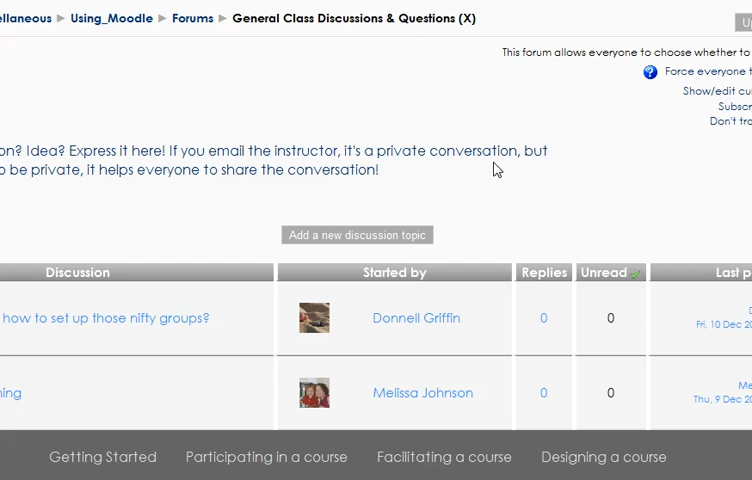 ellaneous ► Using_Moodle ► Forums ► General Class Discussions & Questions (X)
This forum allows everyone to choose whether to
Force everyone t
Show/edit cu
Subscr
Don't tra
on? Idea? Express it here! If you email the instructor, it's a private conversation, but
o be private, it helps everyone to share the conversation!
Add a new discussion topic
Discussion Started by Replies Unread ✓ Last p
how to set up those nifty groups? Donnell Griffin 0 0 D
Fri, 10 Dec 20
ning Melissa Johnson 0 0 Me
Thu, 9 Dec 20
Getting Started Participating in a course Facilitating a course Designing a course